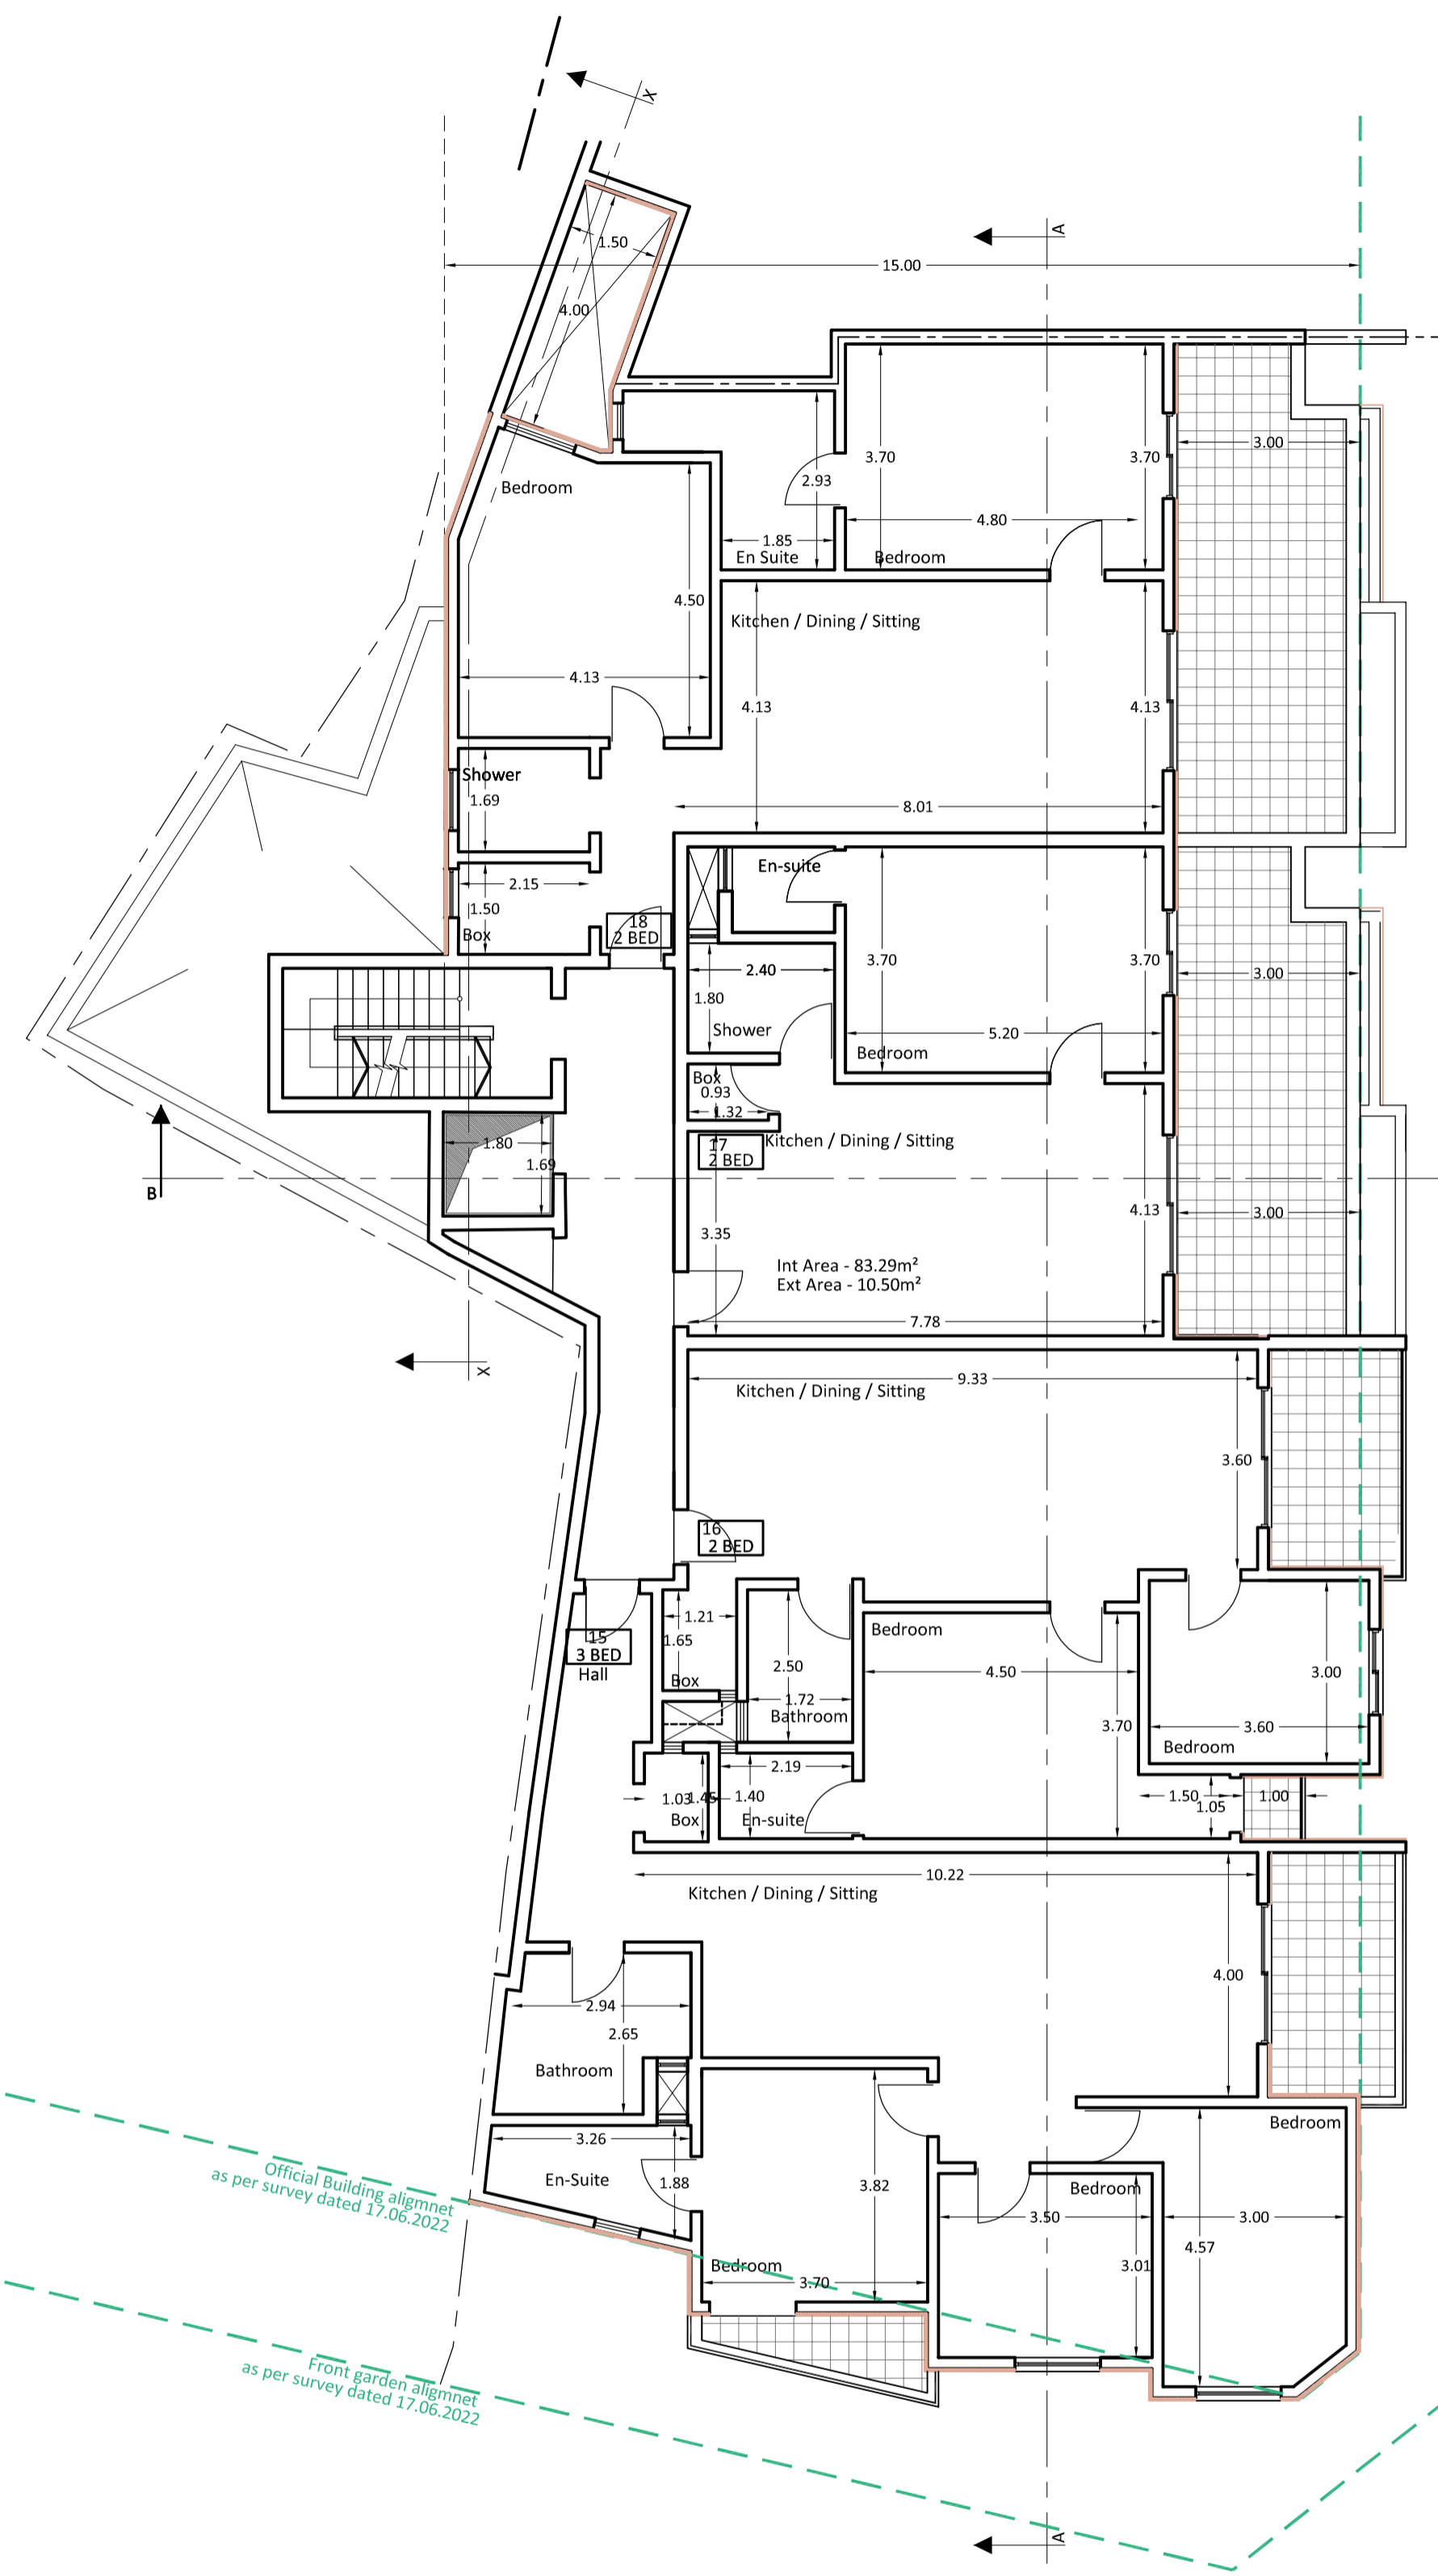 X
1.50
A
15.00
4.00
3.00
3.70
3.70
2.93
Bedroom
4.80
1.85
En Suite
Bedroom
4.50
Kitchen / Dining / Sitting
4.13
4.13
4.13
Shower
1.69
8.01
En-suite
2.15
1.50
18
2 BED
Box
3.70
3.70
2.40
3.00
1.80
Shower
5.20
Bedroom
Box
0.93
1.32
17
2 BED
Kitchen / Dining / Sitting
1.80
1.69
B
4.13
3.00
3.35
Int Area - 83.29m²
Ext Area - 10.50m²
7.78
X
9.33
Kitchen / Dining / Sitting
3.60
16
2 BED
1.21
15
3 BED
Hall
1.65
Bedroom
2.50
4.50
3.00
Box
1.72
Bathroom
3.70
3.60
Bedroom
2.19
1.03
1.45
1.40
1.50
1.05
1.00
Box
En-suite
10.22
Kitchen / Dining / Sitting
4.00
2.94
2.65
Bathroom
Bedroom
3.26
En-Suite
1.88
3.82
Bedroom
3.50
3.00
4.57
3.01
Bedroom
3.70
Official Building aligmnet
as per survey dated 17.06.2022
Front garden aligmnet
as per survey dated 17.06.2022
A